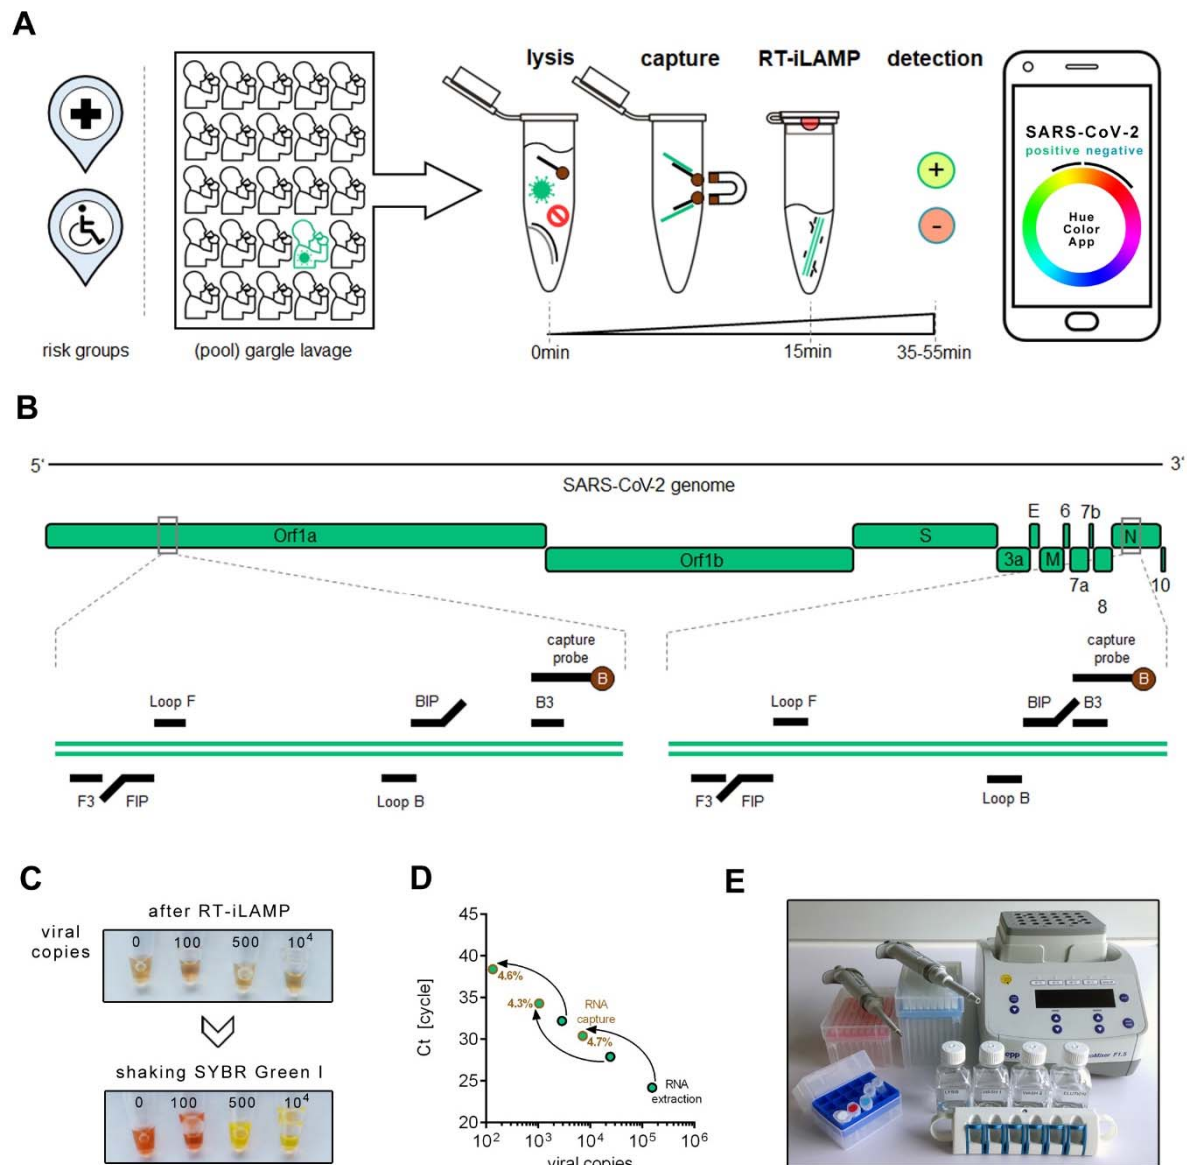 A
lysis
capture
RT-iLAMP
detection
SARS-CoV-2
positive negative
Hue
Color
App
+
-
risk groups
(pool) gargle lavage
0min
15min
35-55min
B
5'
3'
SARS-CoV-2 genome
E
6
7b
Orf1a
S
N
Orf1b
3a
M
7a
8
10
capture
probe
B
Loop F
BIP
B3
F3
FIP
Loop B
capture
probe
B
Loop F
BIP
B3
F3
FIP
Loop B
C
after RT-iLAMP
viral
copies
0
100
500
10⁴
shaking SYBR Green I
0
100
500
10⁴
D
Ct [cycle]
45
40
35
30
25
20
4.6%
4.3%
RNA
capture
4.7%
RNA
extraction
10²
10³
10⁴
10⁵
10⁶
viral copies
E